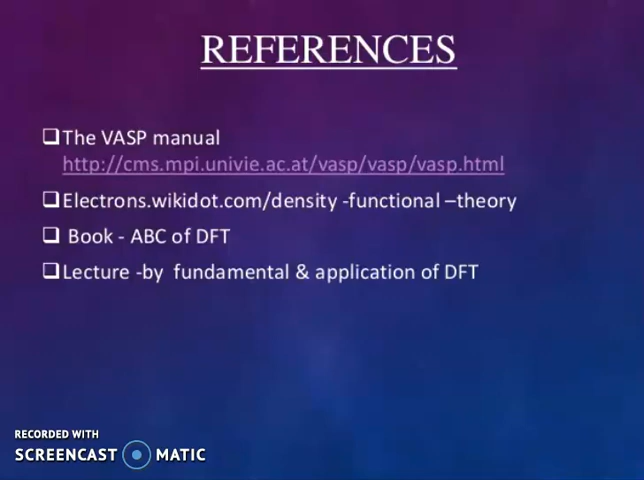 REFERENCES
The VASP manual
http://cms.mpi.univie.ac.at/vasp/vasp/vasp.html
Electrons.wikidot.com/density -functional –theory
Book - ABC of DFT
Lecture -by fundamental & application of DFT
RECORDED WITH
SCREENCAST MATIC